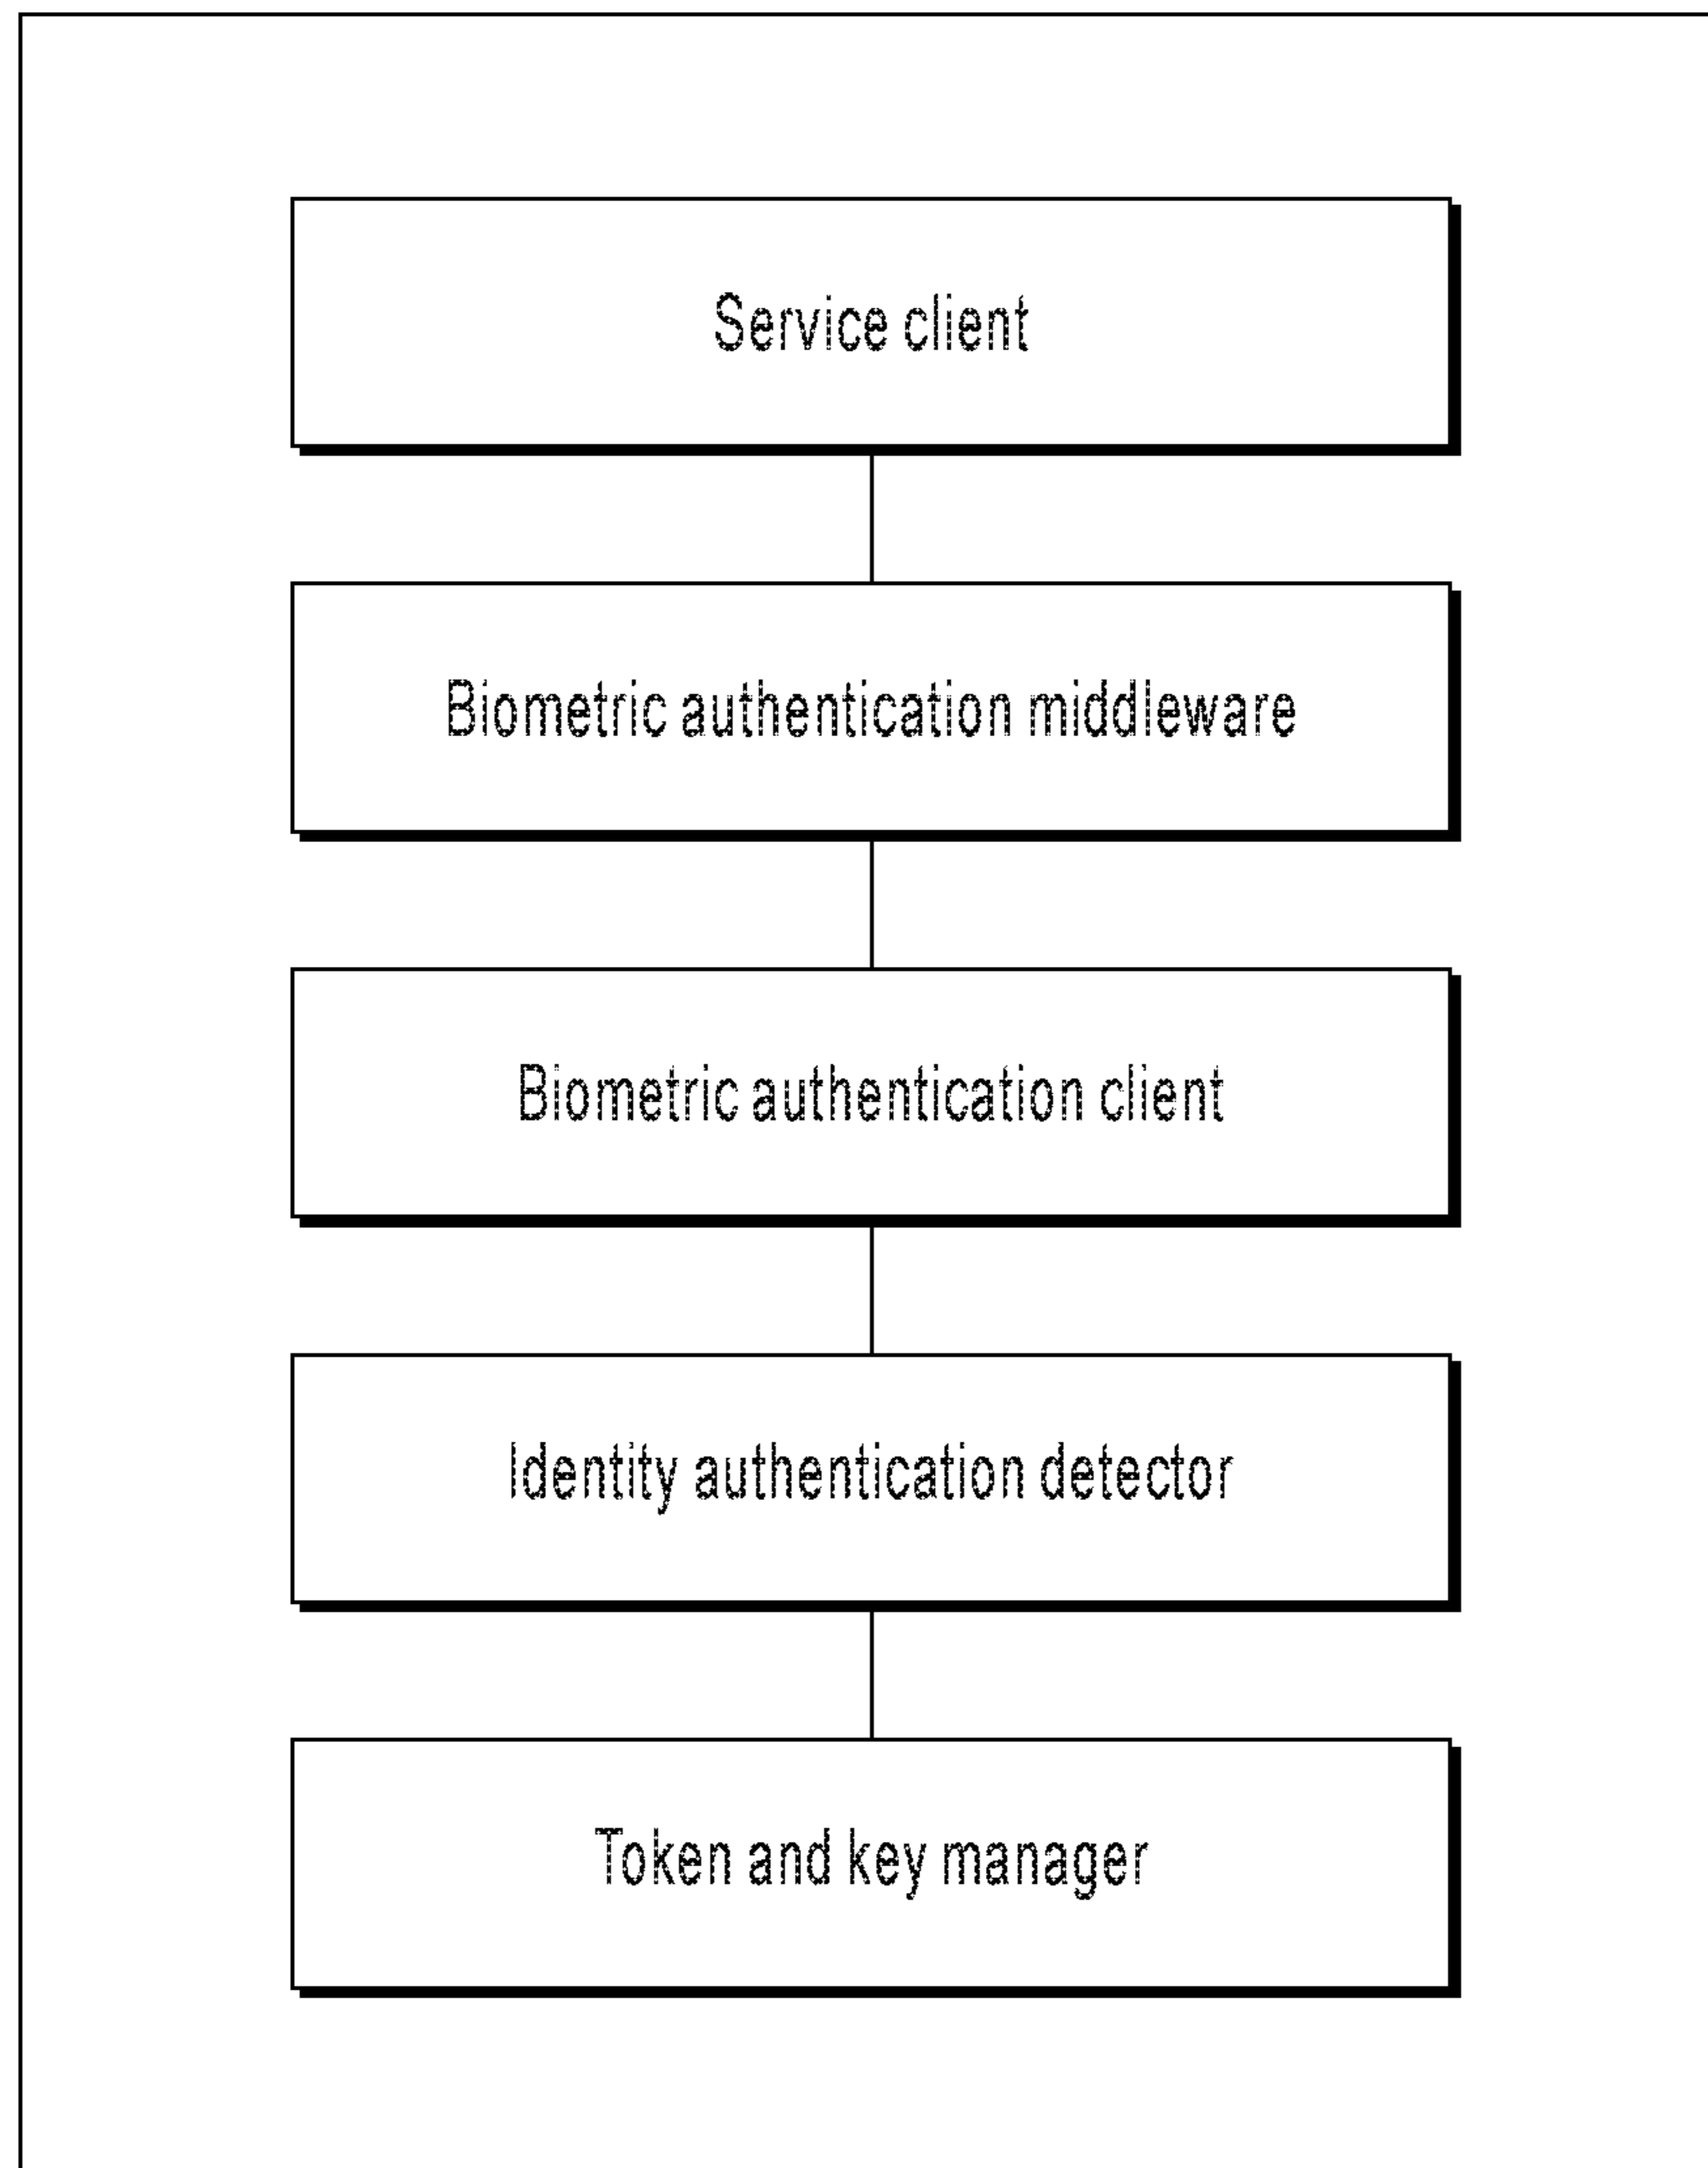 Service client
Biometric authentication middleware
Biometric authentication client
Identity authentication detector
Token and key manager